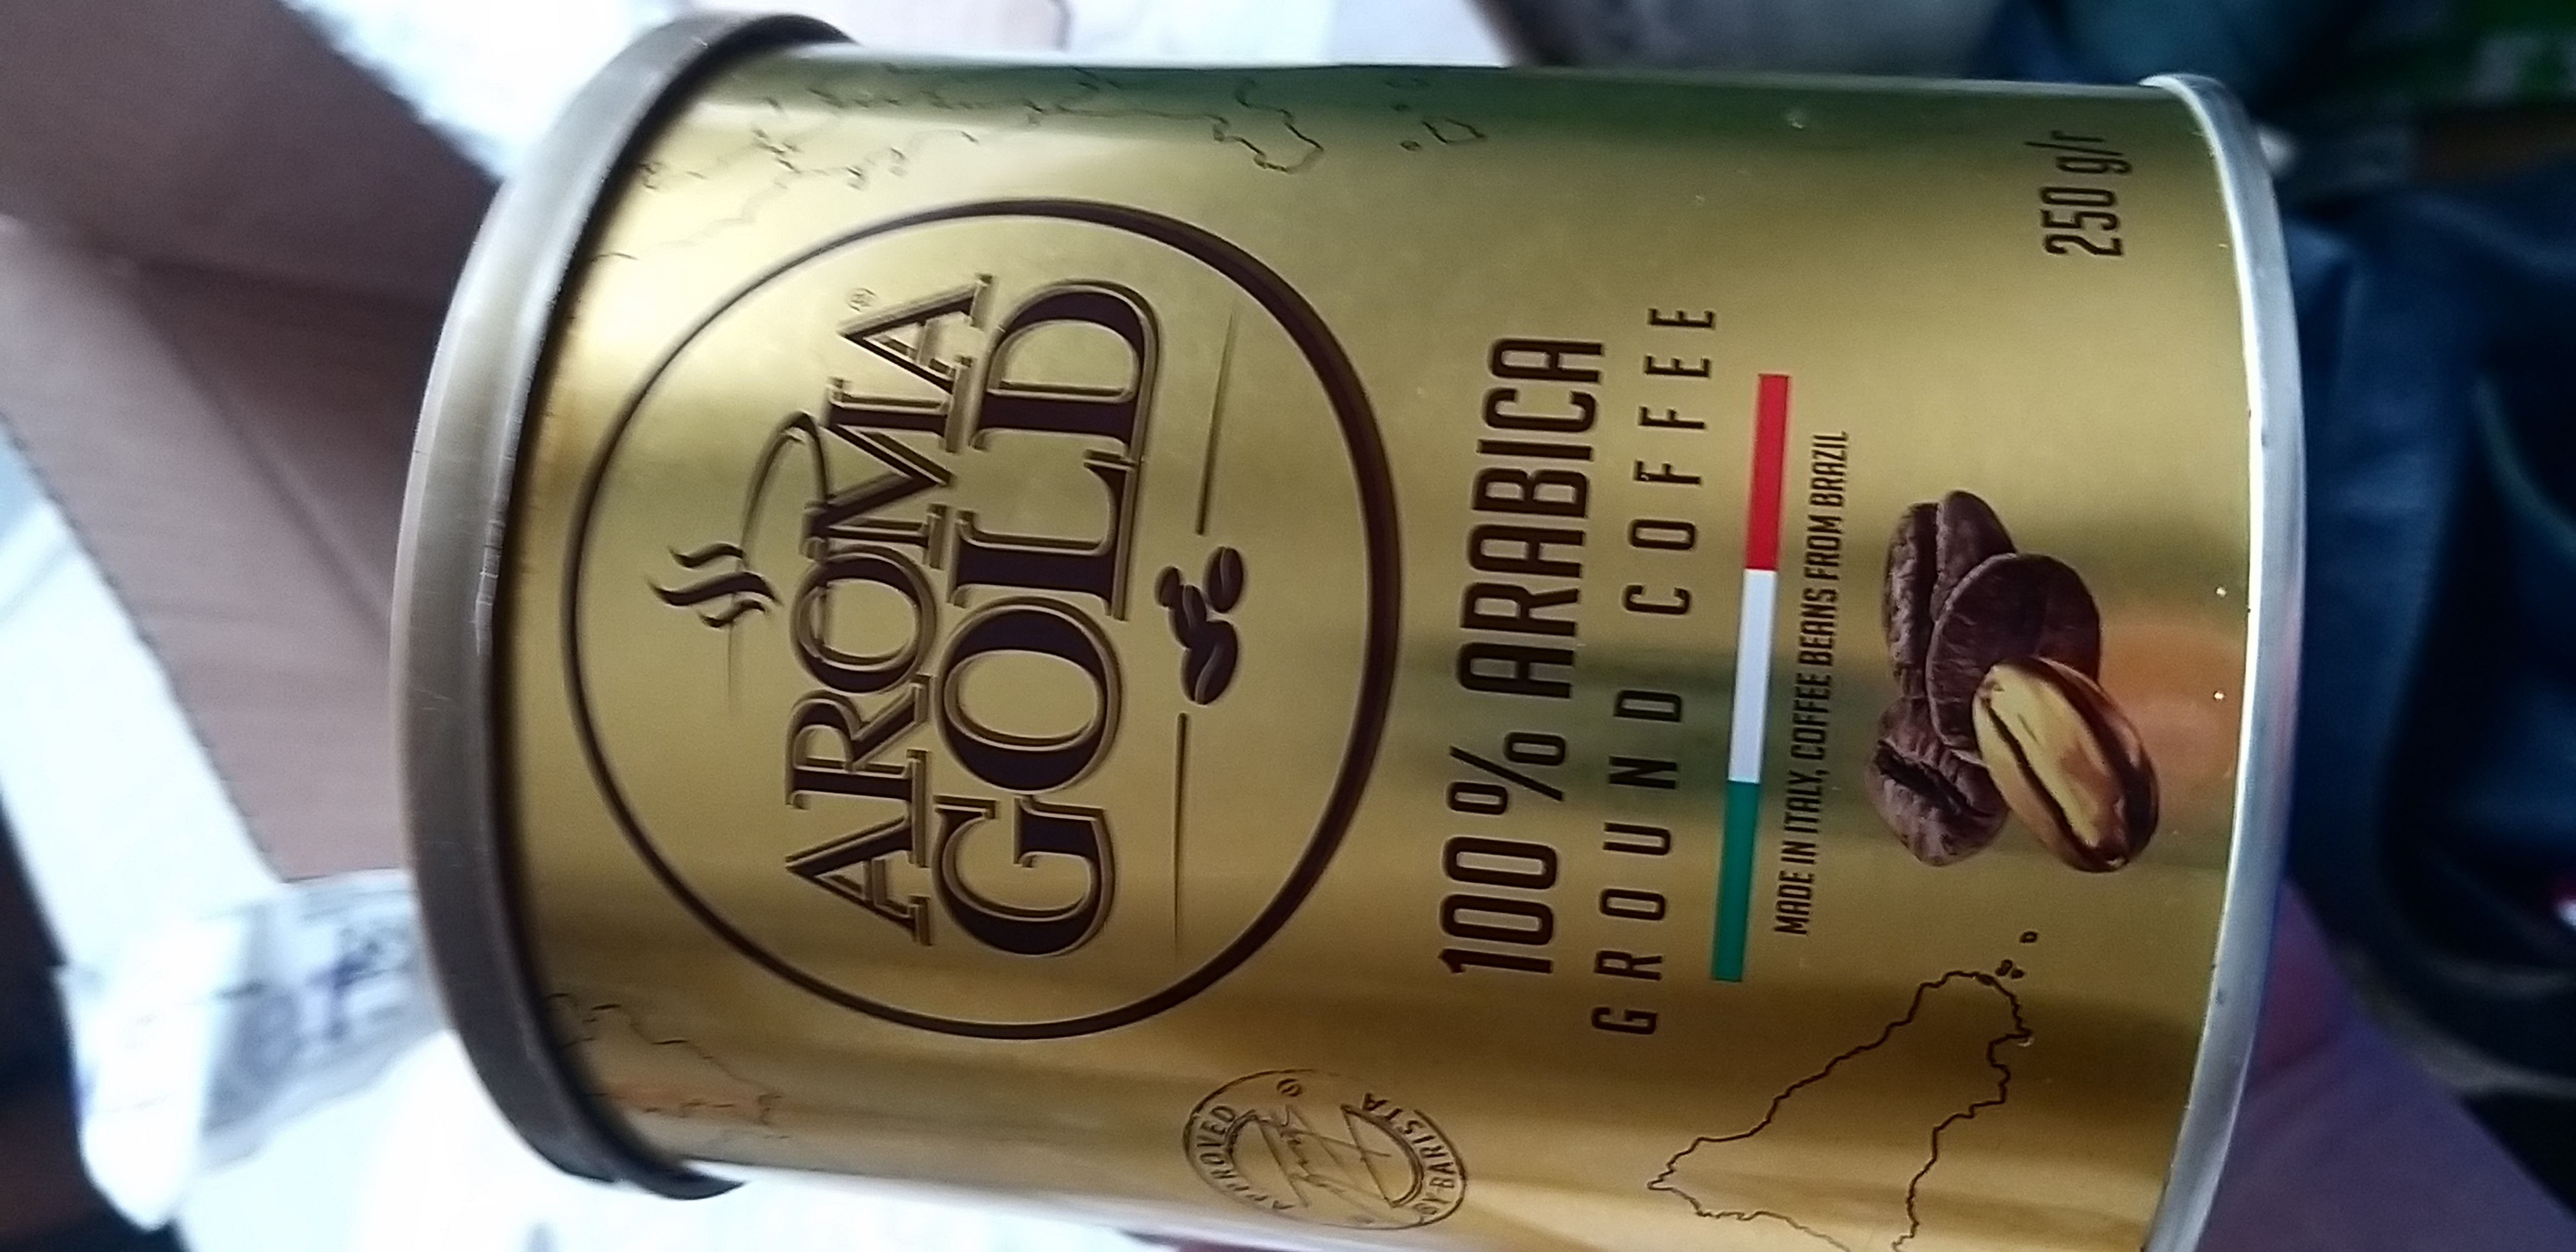 AROMA®
GOLD
100% ARABICA
GROUND COFFEE
MADE IN ITALY, COFFEE BEANS FROM BRAZIL
250 g/r
APPROVED
BY BARISTA